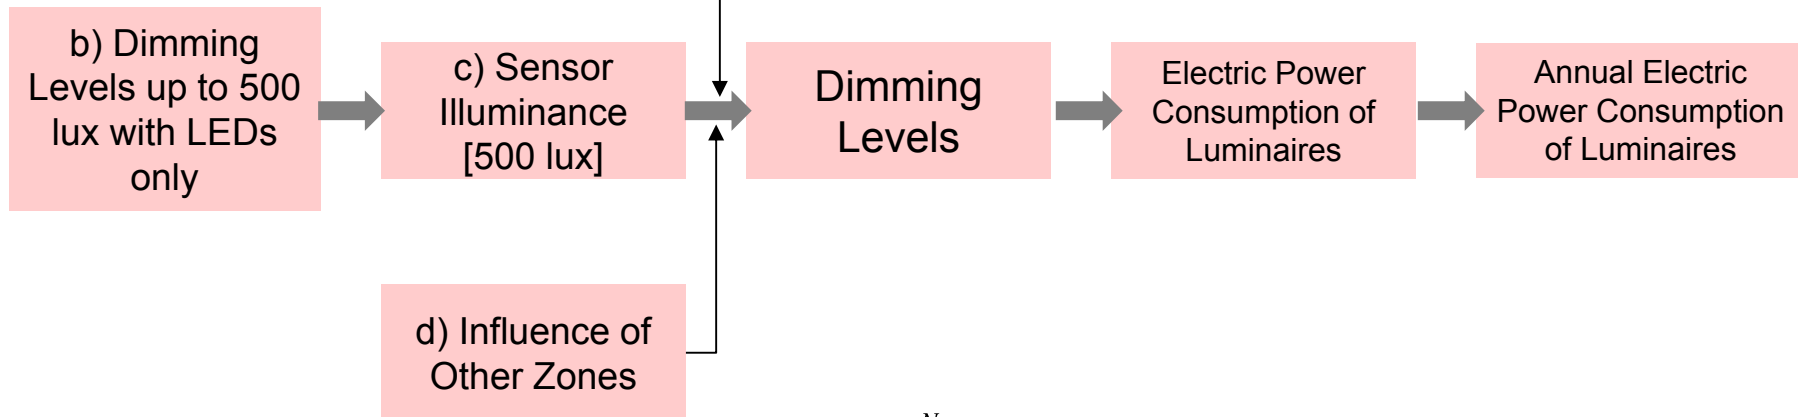 b) Dimming
Levels up to 500
lux with LEDs
only
c) Sensor
Illuminance
[500 lux]
Dimming
Levels
Electric Power
Consumption of
Luminaires
Annual Electric
Power Consumption
of Luminaires
d) Influence of
Other Zones
N